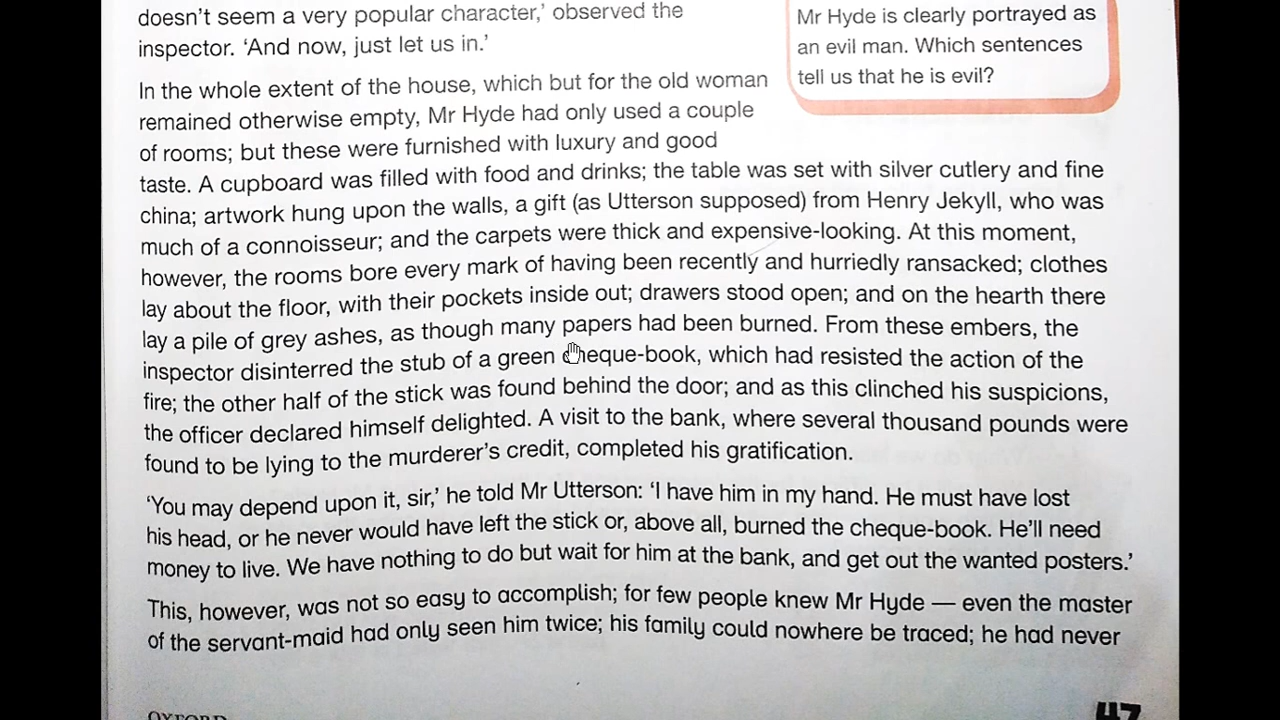 doesn't seem a very popular character,' observed the
inspector. 'And now, just let us in.'
Mr Hyde is clearly portrayed as
an evil man. Which sentences
tell us that he is evil?
In the whole extent of the house, which but for the old woman
remained otherwise empty, Mr Hyde had only used a couple
of rooms; but these were furnished with luxury and good
taste. A cupboard was filled with food and drinks; the table was set with silver cutlery and fine
china; artwork hung upon the walls, a gift (as Utterson supposed) from Henry Jekyll, who was
much of a connoisseur; and the carpets were thick and expensive-looking. At this moment,
however, the rooms bore every mark of having been recently and hurriedly ransacked; clothes
lay about the floor, with their pockets inside out; drawers stood open; and on the hearth there
lay a pile of grey ashes, as though many papers had been burned. From these embers, the
inspector disinterred the stub of a green cheque-book, which had resisted the action of the
fire; the other half of the stick was found behind the door; and as this clinched his suspicions,
the officer declared himself delighted. A visit to the bank, where several thousand pounds were
found to be lying to the murderer's credit, completed his gratification.
'You may depend upon it, sir,' he told Mr Utterson: 'I have him in my hand. He must have lost
his head, or he never would have left the stick or, above all, burned the cheque-book. He'll need
money to live. We have nothing to do but wait for him at the bank, and get out the wanted posters.'
This, however, was not so easy to accomplish; for few people knew Mr Hyde — even the master
of the servant-maid had only seen him twice; his family could nowhere be traced; he had never
OXFORD
47